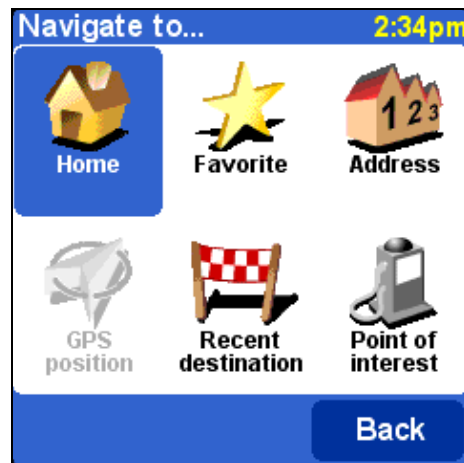 Navigate to... 2:34pm
1 2 3
Home Favorite Address
GPS position Recent destination Point of interest
Back